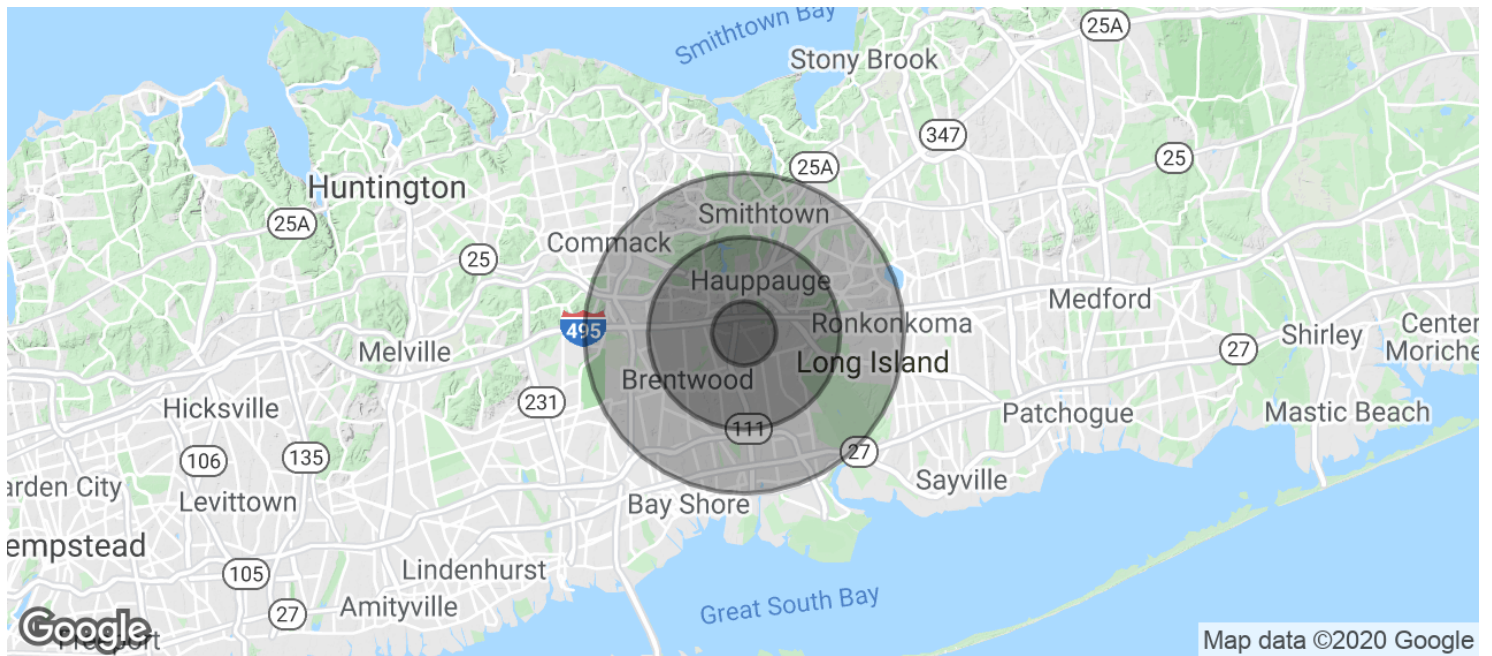 Smithtown Bay
25A
Stony Brook
347
25A
25
Huntington
Smithtown
25A
Commack
25
Hauppauge
Medford
495
Ronkonkoma
Shirley
Center
Moriche
27
Melville
Long Island
Brentwood
231
Hicksville
Patchogue
Mastic Beach
111
106
135
27
arden City
Levittown
Sayville
Bay Shore
empstead
105
Lindenhurst
27
Amityville
Great South Bay
Google
Map data ©2020 Google